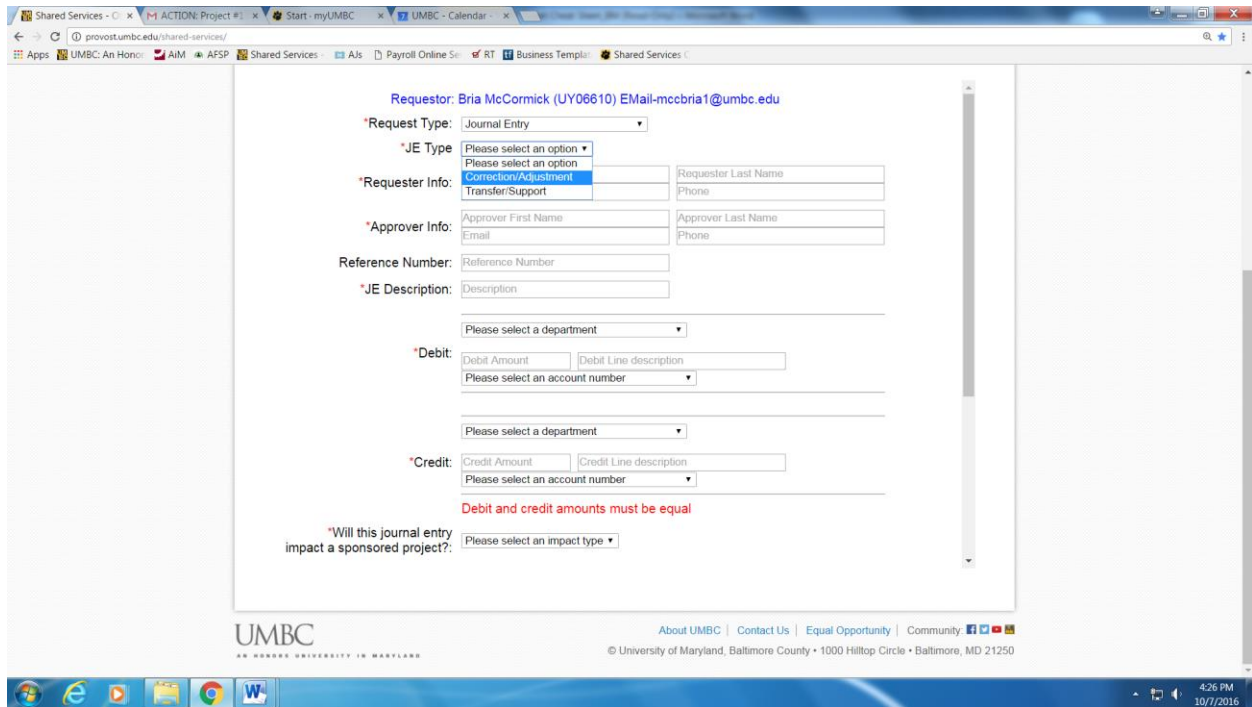 Shared Services - O
ACTION: Project #1
Start - myUMBC
UMBC - Calendar -
provost.umbc.edu/shared-services/
Apps UMBC: An Honor AiM AFSP Shared Services - AJs Payroll Online Se RT Business Templat Shared Services C
Requestor: Bria McCormick (UY06610) EMail-mccbria1@umbc.edu
*Request Type: Journal Entry
*JE Type Please select an option
Please select an option
Correction/Adjustment
Transfer/Support
*Requester Info: Requester Last Name
Phone
*Approver Info: Approver First Name Approver Last Name
Email Phone
Reference Number: Reference Number
*JE Description: Description
Please select a department
*Debit: Debit Amount Debit Line description
Please select an account number
Please select a department
*Credit: Credit Amount Credit Line description
Please select an account number
Debit and credit amounts must be equal
*Will this journal entry
impact a sponsored project?: Please select an impact type
UMBC
AN HONORS UNIVERSITY IN MARYLAND
About UMBC | Contact Us | Equal Opportunity | Community:
© University of Maryland, Baltimore County • 1000 Hilltop Circle • Baltimore, MD 21250
4:26 PM
10/7/2016